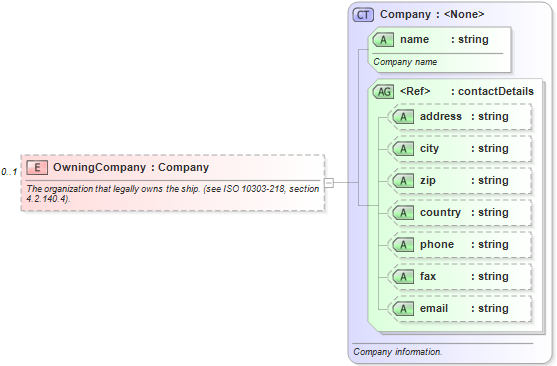 CT Company : <None>
A name : string
Company name
AG <Ref> : contactDetails
A address : string
A city : string
A zip : string
A country : string
A phone : string
A fax : string
A email : string
Company information.
0..1
E OwningCompany : Company
The organization that legally owns the ship. (see ISO 10303-218, section
4.2.140.4).